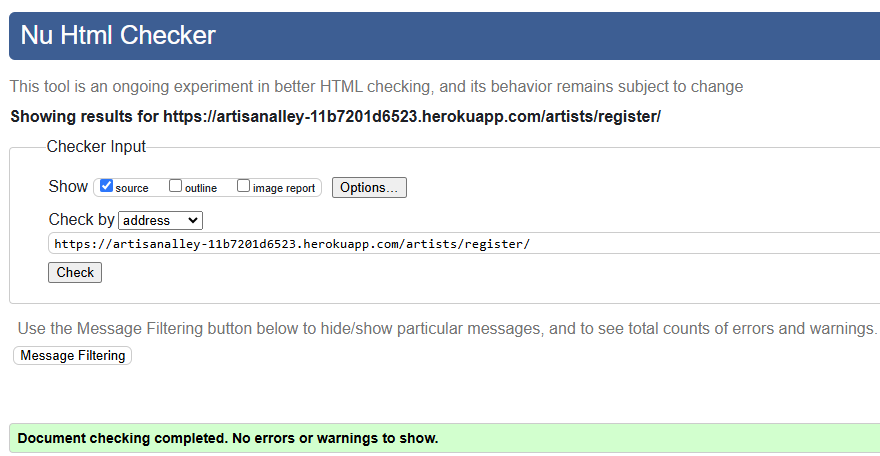 Nu Html Checker
This tool is an ongoing experiment in better HTML checking, and its behavior remains subject to change
Showing results for https://artisanalley-11b7201d6523.herokuapp.com/artists/register/
Checker Input
Show source outline image report Options...
Check by address
https://artisanalley-11b7201d6523.herokuapp.com/artists/register/
Check
Use the Message Filtering button below to hide/show particular messages, and to see total counts of errors and warnings.
Message Filtering
Document checking completed. No errors or warnings to show.